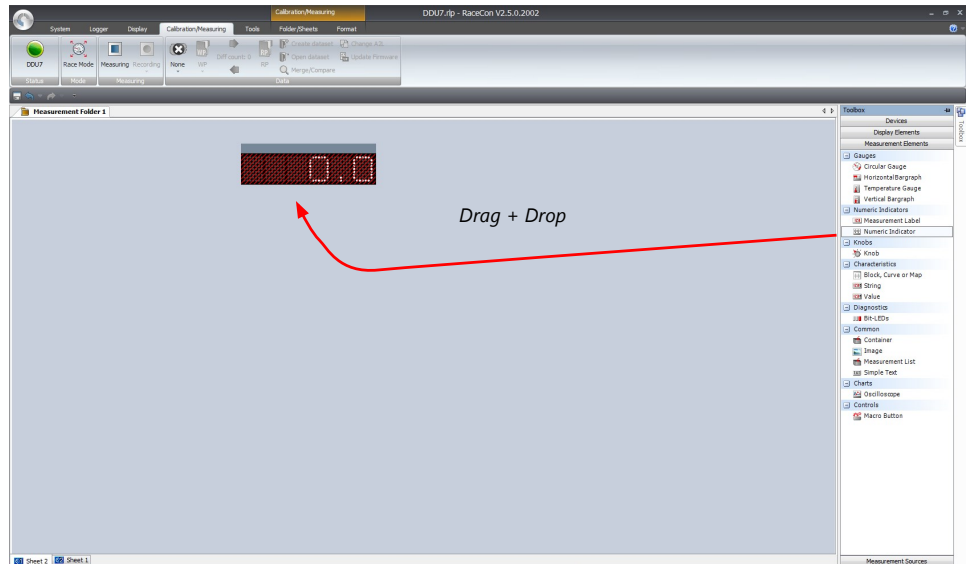 Calibration/Measuring
DDU7.rlp - RaceCon V2.5.0.2002
System Logger Display Calibration/Measuring Tools Folder/Sheets Format
DDU7 Race Mode Measuring Recording None WP Diff count: 0 RP Create dataset Change A2L
Open dataset Update Firmware
Merge/Compare
Status Mode Measuring Data
Measurement Folder 1
Toolbox
Toolbox
Devices
Display Elements
Measurement Elements
Gauges
Circular Gauge
HorizontalBargraph
Temperature Gauge
Vertical Bargraph
Numeric Indicators
Measurement Label
Numeric Indicator
Knobs
Knob
Characteristics
Block, Curve or Map
String
Value
Diagnostics
Bit-LEDs
Common
Container
Image
Measurement List
Simple Text
Charts
Oscilloscope
Controls
Macro Button
0.0
Drag + Drop
Sheet 2 Sheet 1
Measurement Sources